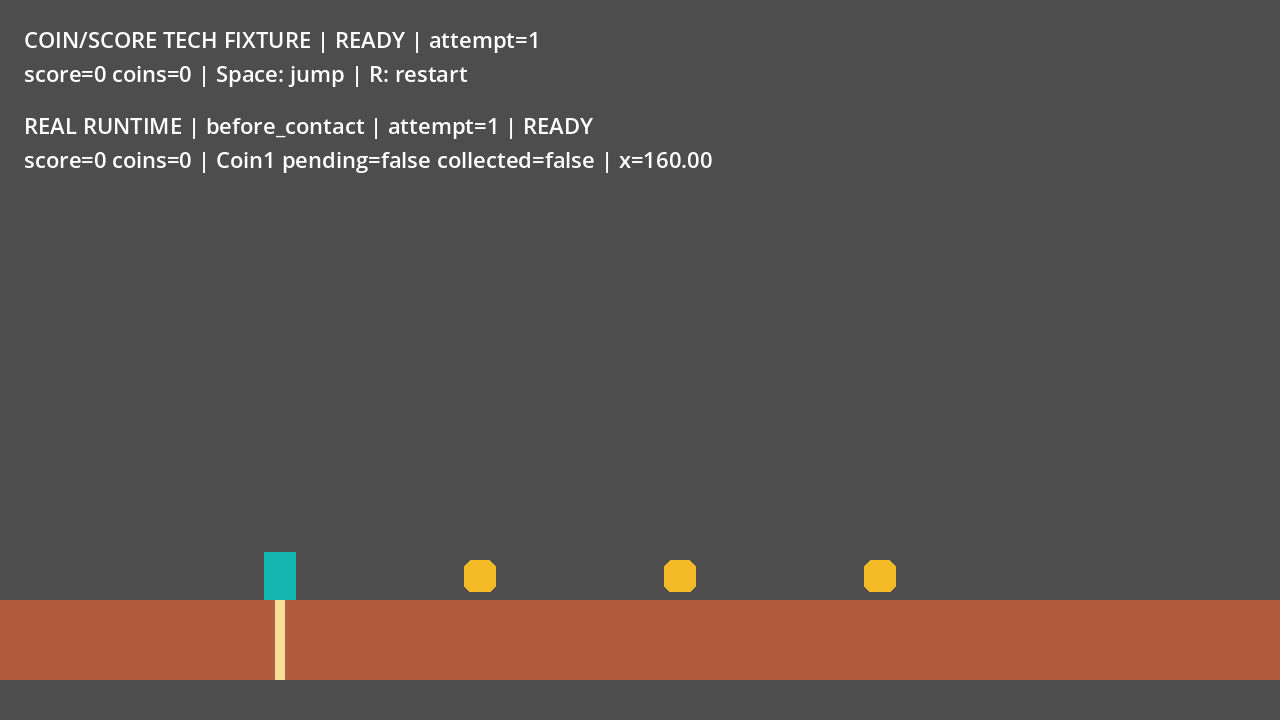 COIN/SCORE TECH FIXTURE | READY | attempt=1
score=0 coins=0 | Space: jump | R: restart
REAL RUNTIME | before_contact | attempt=1 | READY
score=0 coins=0 | Coin1 pending=false collected=false | x=160.00